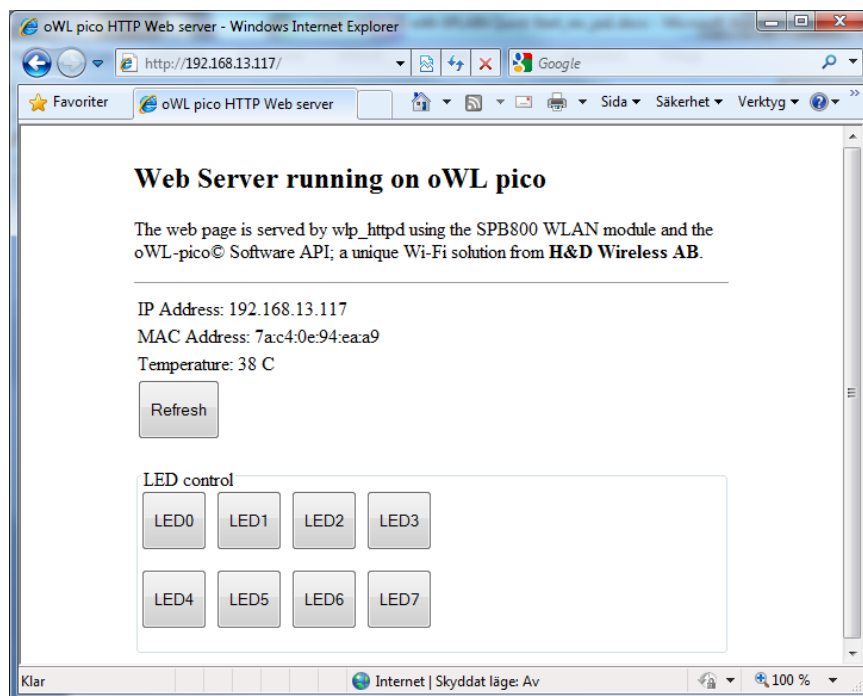 oWL pico HTTP Web server - Windows Internet Explorer
http://192.168.13.117/
Google
Favoriter
oWL pico HTTP Web server
Sida
Säkerhet
Verktyg
Web Server running on oWL pico
The web page is served by wlp_httpd using the SPB800 WLAN module and the
oWL-pico© Software API; a unique Wi-Fi solution from H&D Wireless AB.
IP Address: 192.168.13.117
MAC Address: 7a:c4:0e:94:ea:a9
Temperature: 38 C
Refresh
LED control
LED0 LED1 LED2 LED3
LED4 LED5 LED6 LED7
Klar
Internet | Skyddat läge: Av
100 %